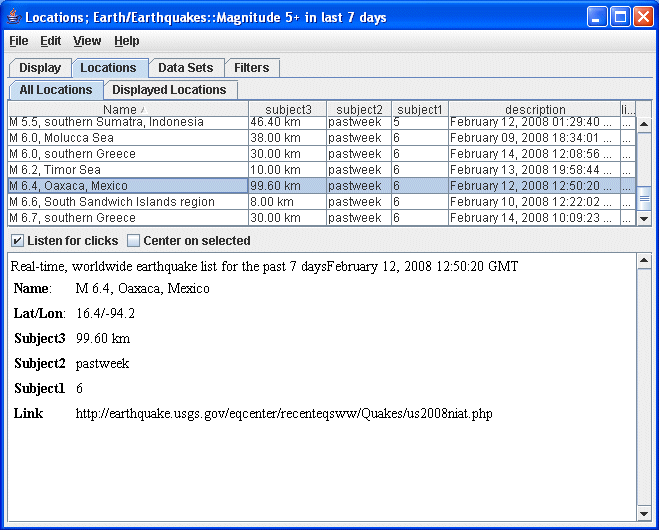 Locations; Earth/Earthquakes::Magnitude 5+ in last 7 days
File Edit View Help
Display Locations Data Sets Filters
All Locations Displayed Locations
Name subject3 subject2 subject1 description li...
M 5.5, southern Sumatra, Indonesia 46.40 km pastweek 5 February 12, 2008 01:29:40 ... ...
M 6.0, Molucca Sea 38.00 km pastweek 6 February 09, 2008 18:34:01 ... ...
M 6.0, southern Greece 30.00 km pastweek 6 February 14, 2008 12:08:56 ... ...
M 6.2, Timor Sea 10.00 km pastweek 6 February 13, 2008 19:58:44 ... ...
M 6.4, Oaxaca, Mexico 99.60 km pastweek 6 February 12, 2008 12:50:20 ... ...
M 6.6, South Sandwich Islands region 8.00 km pastweek 6 February 10, 2008 12:22:02 ... ...
M 6.7, southern Greece 30.00 km pastweek 6 February 14, 2008 10:09:23 ... ...
Listen for clicks Center on selected
Real-time, worldwide earthquake list for the past 7 daysFebruary 12, 2008 12:50:20 GMT
Name: M 6.4, Oaxaca, Mexico
Lat/Lon: 16.4/-94.2
Subject3 99.60 km
Subject2 pastweek
Subject1 6
Link http://earthquake.usgs.gov/eqcenter/recenteqsww/Quakes/us2008niat.php